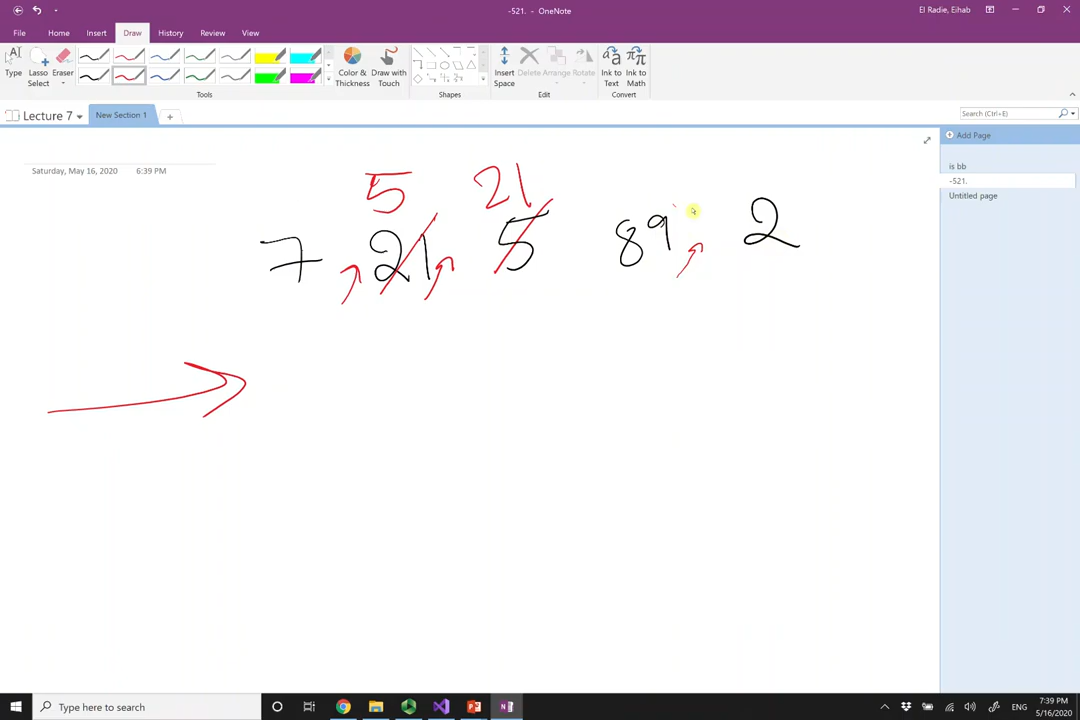 -521. - OneNote
El Radie, Eihab
File Home Insert Draw History Review View
Type
Lasso Select
Eraser
Color & Thickness
Draw with Touch
Insert Space
Delete
Arrange
Rotate
Ink to Text
Ink to Math
Tools
Shapes
Edit
Convert
Lecture 7
New Section 1
Search (Ctrl+E)
Add Page
is bb
-521.
Untitled page
Saturday, May 16, 2020 6:39 PM
5 21
7 21 5 89 2
Type here to search
ENG
7:39 PM
5/16/2020